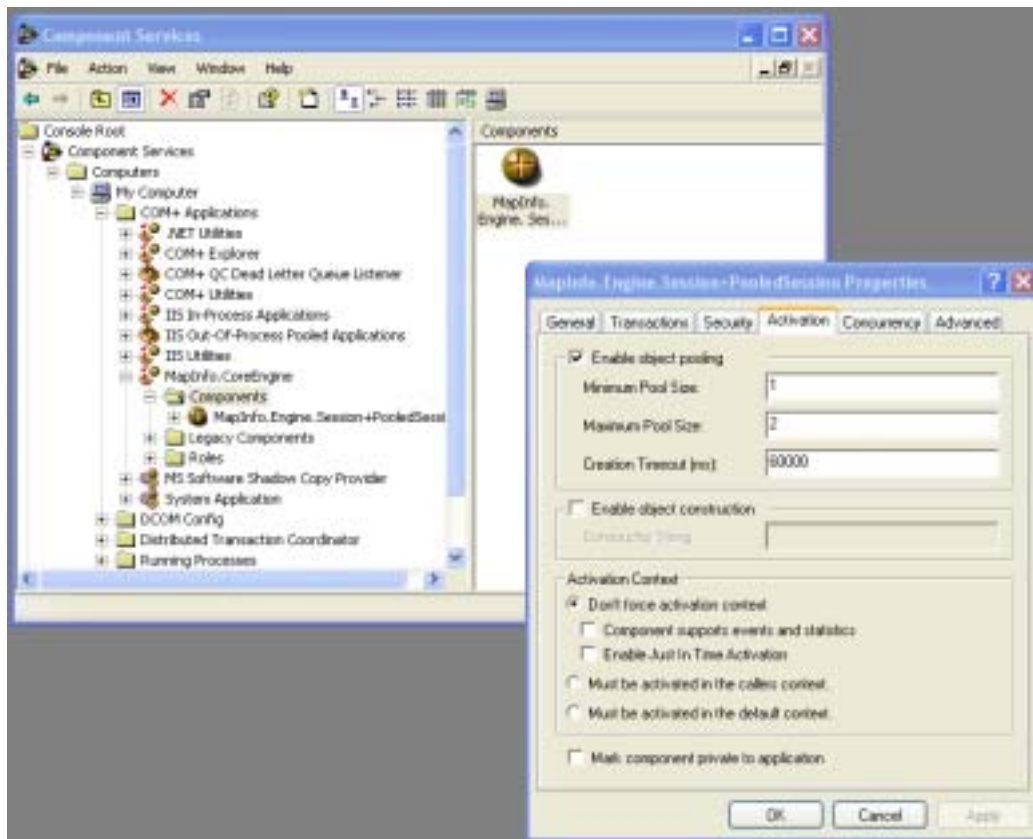 Component Services
File Action View Window Help
Console Root
Component Services
Computers
My Computer
COM+ Applications
.NET Utilities
COM+ Explorer
COM+ QC Dead Letter Queue Listener
COM+ Utilities
IIS In-Process Applications
IIS Out-Of-Process Pooled Applications
IIS Utilities
MapInfo.CoreEngine
Components
MapInfo.Engine.Session+PooledSessi
Legacy Components
Roles
MS Software Shadow Copy Provider
System Application
DCOM Config
Distributed Transaction Coordinator
Running Processes
Components
MapInfo.
Engine.Ses...
MapInfo.Engine.Session+PooledSession Properties
General Transactions Security Activation Concurrency Advanced
Enable object pooling
Minimum Pool Size: 1
Maximum Pool Size: 2
Creation Timeout (ms): 60000
Enable object construction
Constructor String:
Activation Context
Don't force activation context
Component supports events and statistics
Enable Just In Time Activation
Must be activated in the callers context.
Must be activated in the default context.
Mark component private to application
OK Cancel Apply